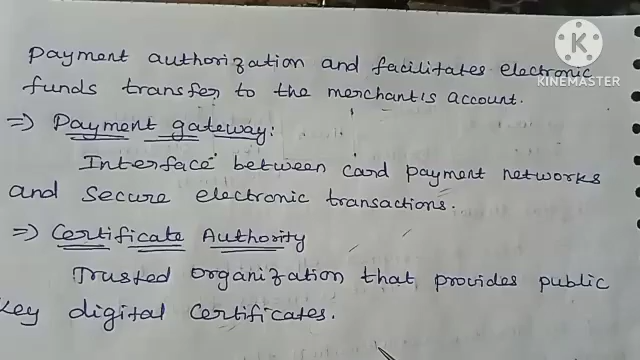 payment authorization and facilitates electronic
funds transfer to the merchant's account.
=> Payment gateway:
Interface between card payment networks
and secure electronic transactions.
=> Certificate Authority
Trusted organization that provides public
key digital certificates.
KINEMASTER